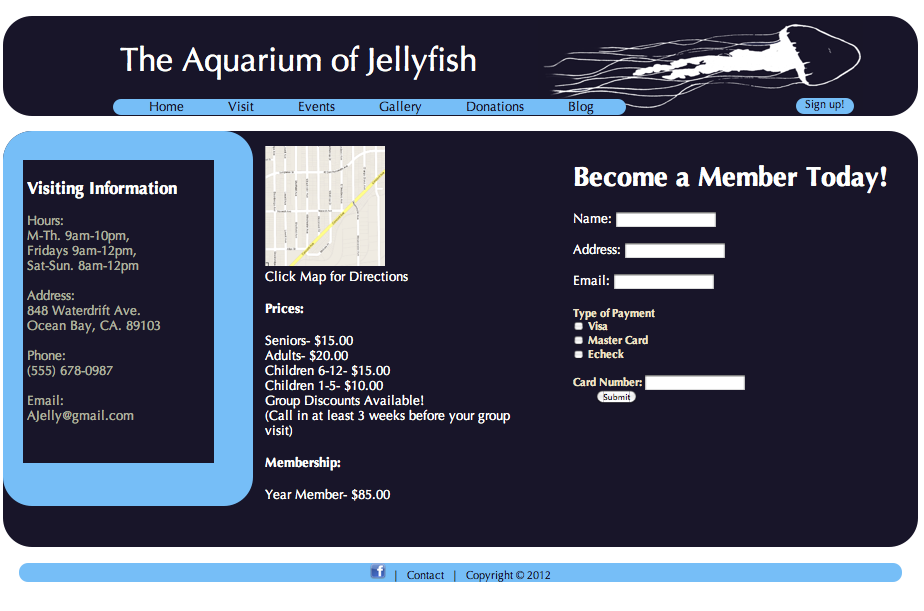 The Aquarium of Jellyfish
Home Visit Events Gallery Donations Blog
Sign up!
Visiting Information
Hours:
M-Th. 9am-10pm,
Fridays 9am-12pm,
Sat-Sun. 8am-12pm
Address:
848 Waterdrift Ave.
Ocean Bay, CA. 89103
Phone:
(555) 678-0987
Email:
AJelly@gmail.com
Click Map for Directions
Prices:
Seniors- $15.00
Adults- $20.00
Children 6-12- $15.00
Children 1-5- $10.00
Group Discounts Available!
(Call in at least 3 weeks before your group
visit)
Membership:
Year Member- $85.00
Become a Member Today!
Name:
Address:
Email:
Type of Payment
Visa
Master Card
Echeck
Card Number:
Submit
f | Contact | Copyright © 2012